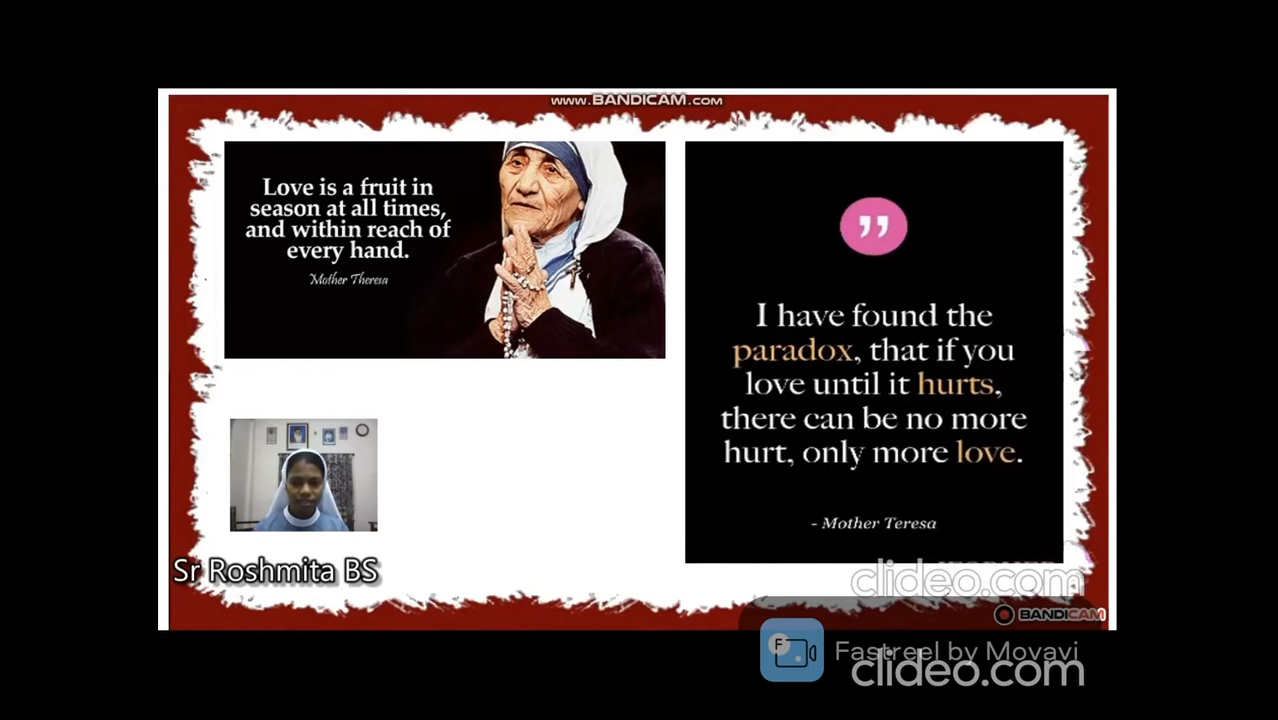 www.BANDICAM.com
Love is a fruit in
season at all times,
and within reach of
every hand.
Mother Theresa
”
I have found the
paradox, that if you
love until it hurts,
there can be no more
hurt, only more love.
- Mother Teresa
Sr Roshmita BS
clideo.com
BANDICAM
Fastreel by Movavi
clideo.com